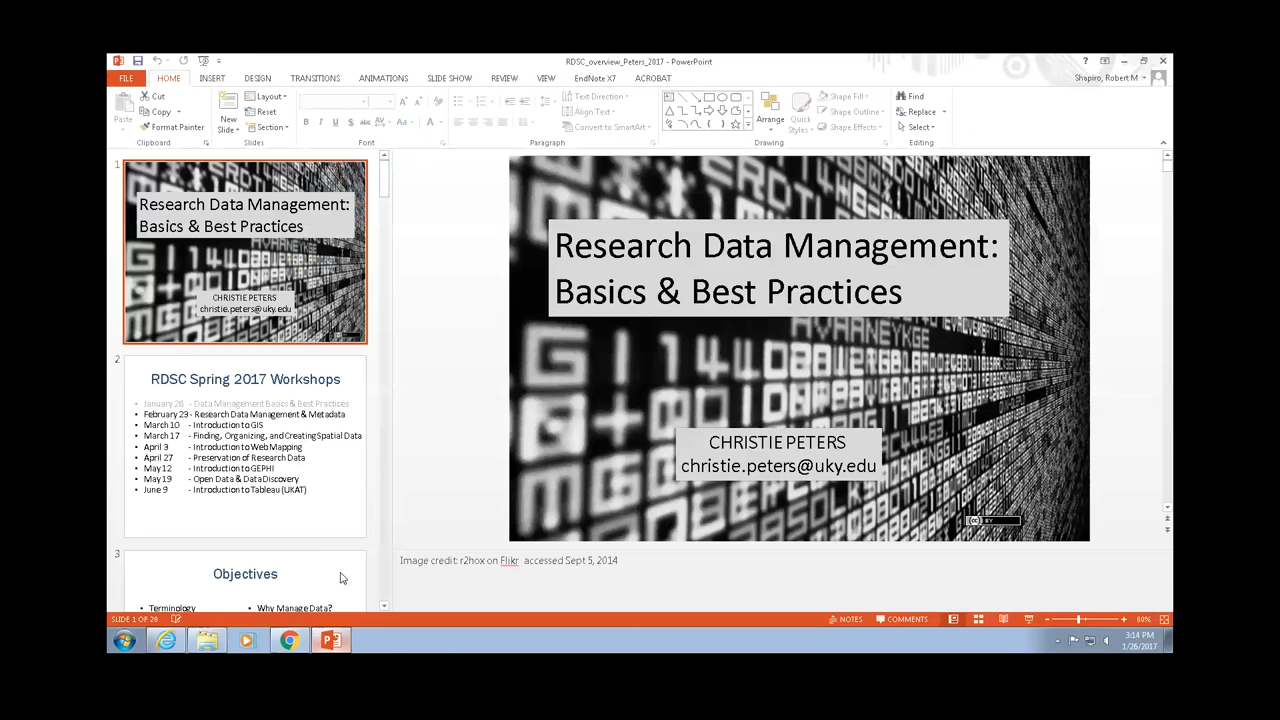 RDSC_overview_Peters_2017 - PowerPoint
FILE HOME INSERT DESIGN TRANSITIONS ANIMATIONS SLIDE SHOW REVIEW VIEW EndNote X7 ACROBAT
Shapiro, Robert M
Paste
Cut
Copy
Format Painter
Clipboard
New
Slide
Layout
Reset
Section
Slides
Font
Text Direction
Align Text
Convert to SmartArt
Paragraph
Arrange
Quick
Styles
Shape Fill
Shape Outline
Shape Effects
Drawing
Find
Replace
Select
Editing
1
Research Data Management:
Basics & Best Practices
CHRISTIE PETERS
christie.peters@uky.edu
2
RDSC Spring 2017 Workshops
• January 26 - Data Management Basics & Best Practices
• February 23 - Research Data Management & Metadata
• March 10 - Introduction to GIS
• March 17 - Finding, Organizing, and Creating Spatial Data
• April 3 - Introduction to Web Mapping
• April 27 - Preservation of Research Data
• May 12 - Introduction to GEPHI
• May 19 - Open Data & Data Discovery
• June 9 - Introduction to Tableau (UKAT)
3
Objectives
• Terminology • Why Manage Data?
Research Data Management:
Basics & Best Practices
CHRISTIE PETERS
christie.peters@uky.edu
cc BY
Image credit: r2hox on Flikr accessed Sept 5, 2014
SLIDE 1 OF 26
NOTES COMMENTS
80%
3:14 PM
1/26/2017